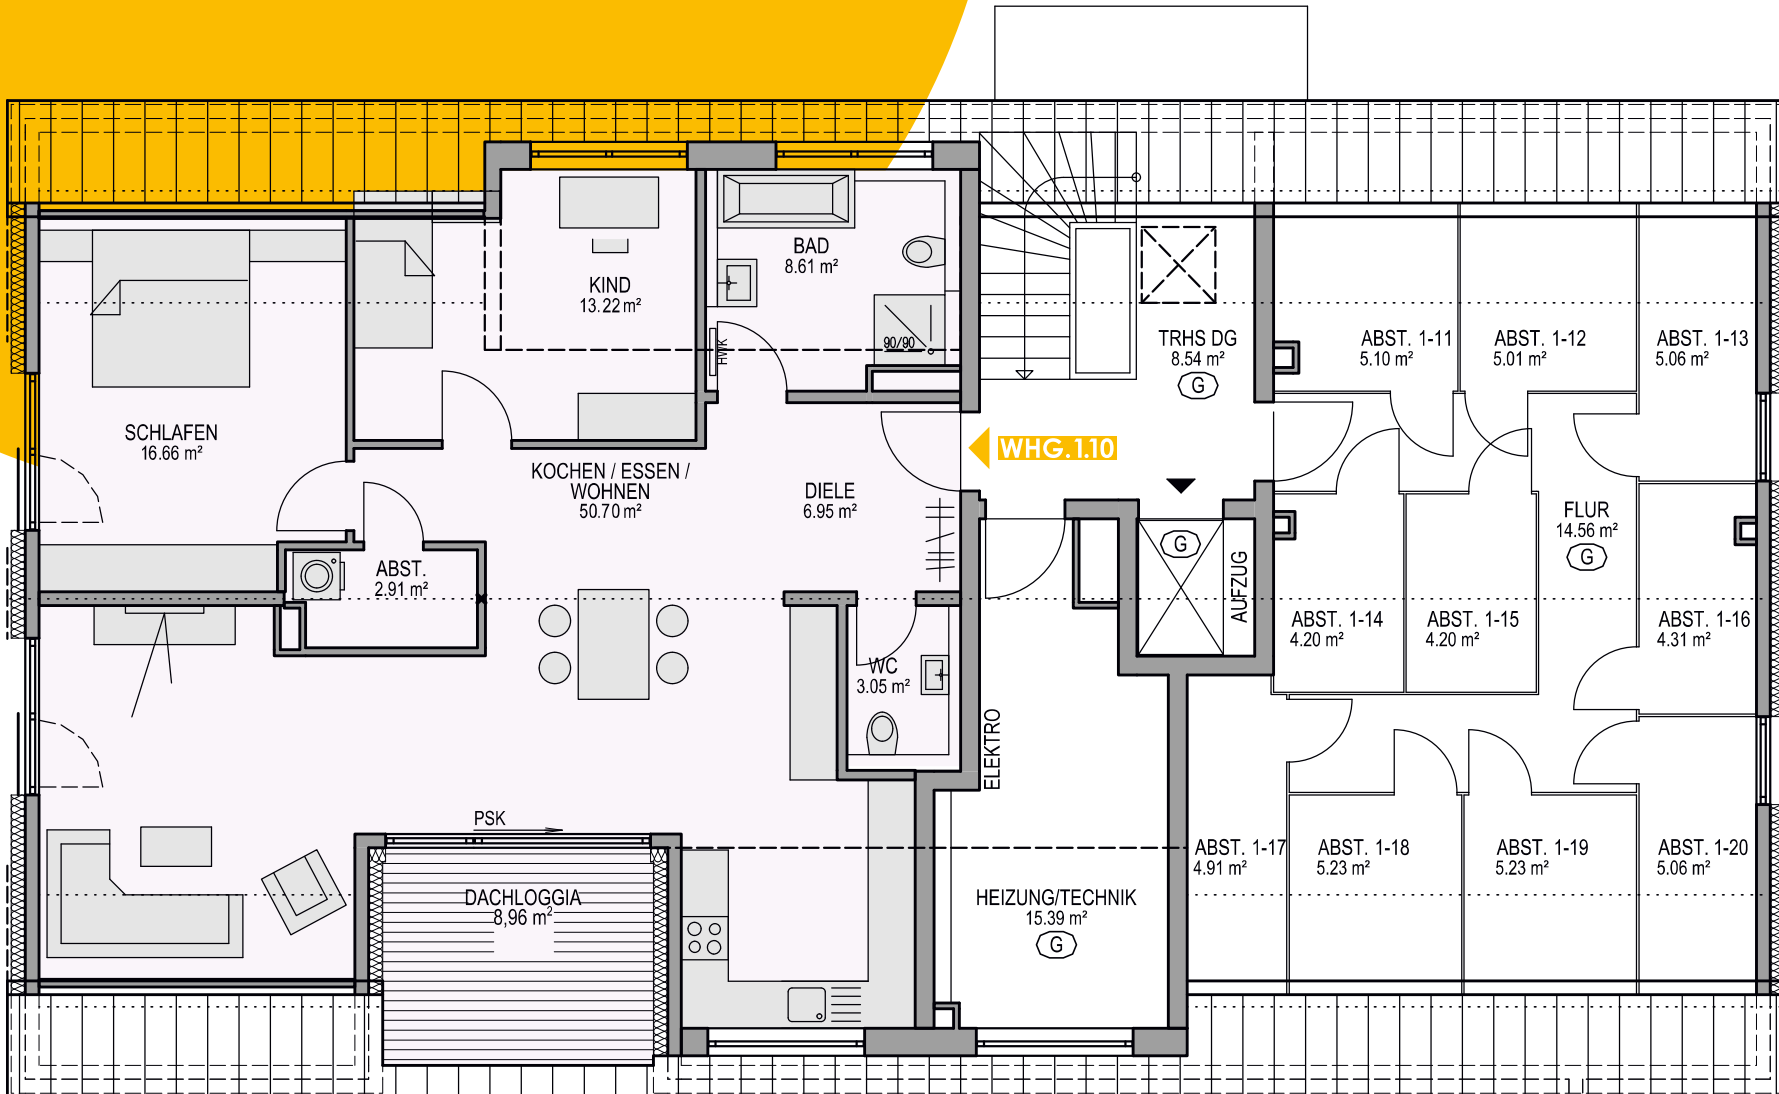 BAD
8.61 m²
KIND
13.22 m²
90/90
HWK
TRHS DG
8.54 m²
G
ABST. 1-11
5.10 m²
ABST. 1-12
5.01 m²
ABST. 1-13
5.06 m²
SCHLAFEN
16.66 m²
WHG.1.10
KOCHEN / ESSEN /
WOHNEN
50.70 m²
DIELE
6.95 m²
FLUR
14.56 m²
G
G
AUFZUG
ABST.
2.91 m²
ABST. 1-14
4.20 m²
ABST. 1-15
4.20 m²
ABST. 1-16
4.31 m²
WC
3.05 m²
ELEKTRO
PSK
ABST. 1-17
4.91 m²
ABST. 1-18
5.23 m²
ABST. 1-19
5.23 m²
ABST. 1-20
5.06 m²
DACHLOGGIA
8,96 m²
HEIZUNG/TECHNIK
15.39 m²
G